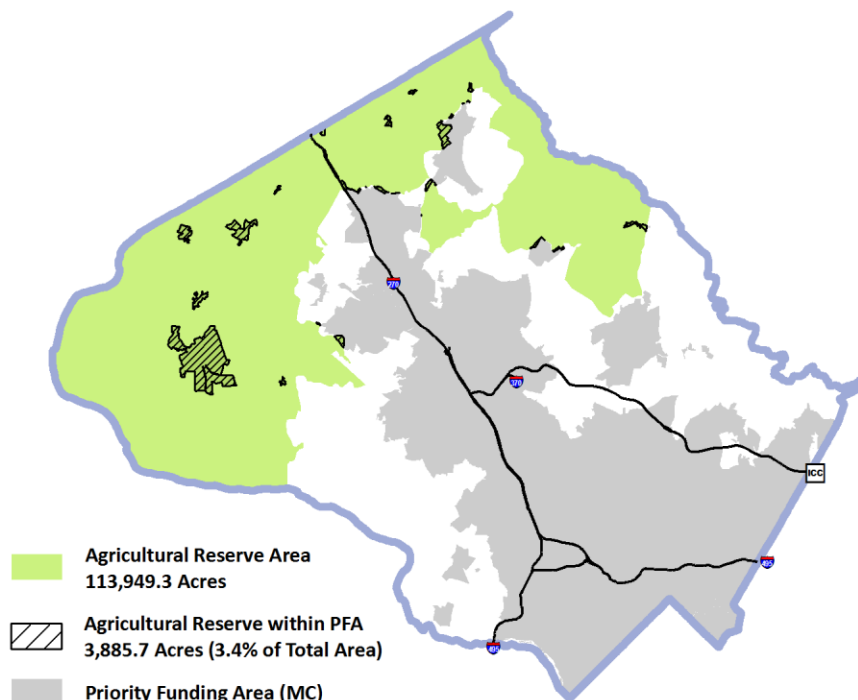 270
370
ICC
495
495
Agricultural Reserve Area
113,949.3 Acres
Agricultural Reserve within PFA
3,885.7 Acres (3.4% of Total Area)
Priority Funding Area (MC)